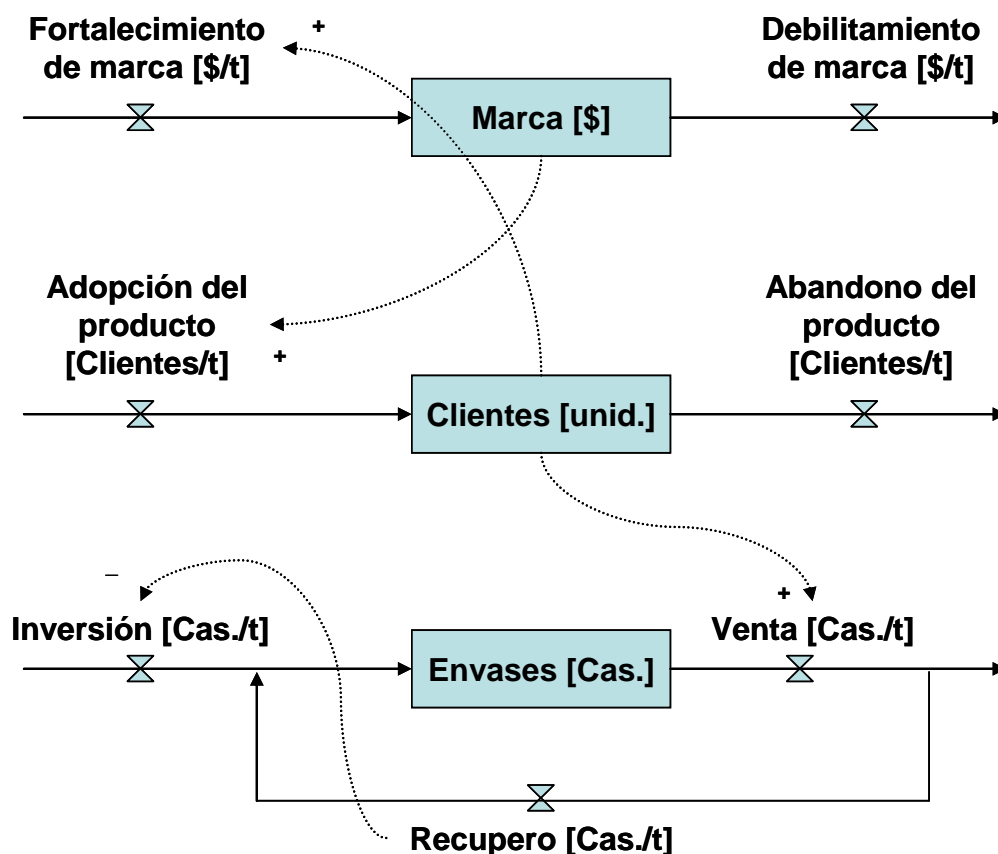 Fortalecimiento
de marca [$/t]
+
Debilitamiento
de marca [$/t]
Marca [$]
Adopción del
producto
[Clientes/t]
+
Abandono del
producto
[Clientes/t]
Clientes [unid.]
–
Inversión [Cas./t]
+
Venta [Cas./t]
Envases [Cas.]
Recupero [Cas./t]